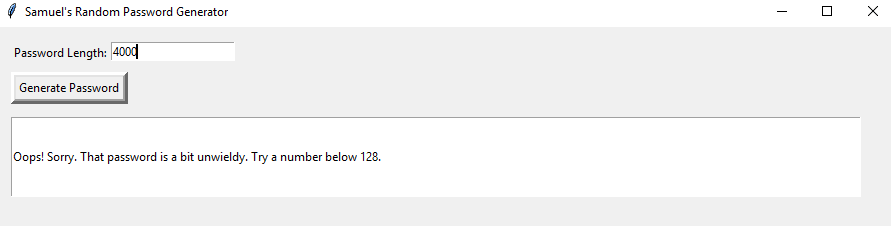 Samuel's Random Password Generator
Password Length: 4000
Generate Password
Oops! Sorry. That password is a bit unwieldy. Try a number below 128.